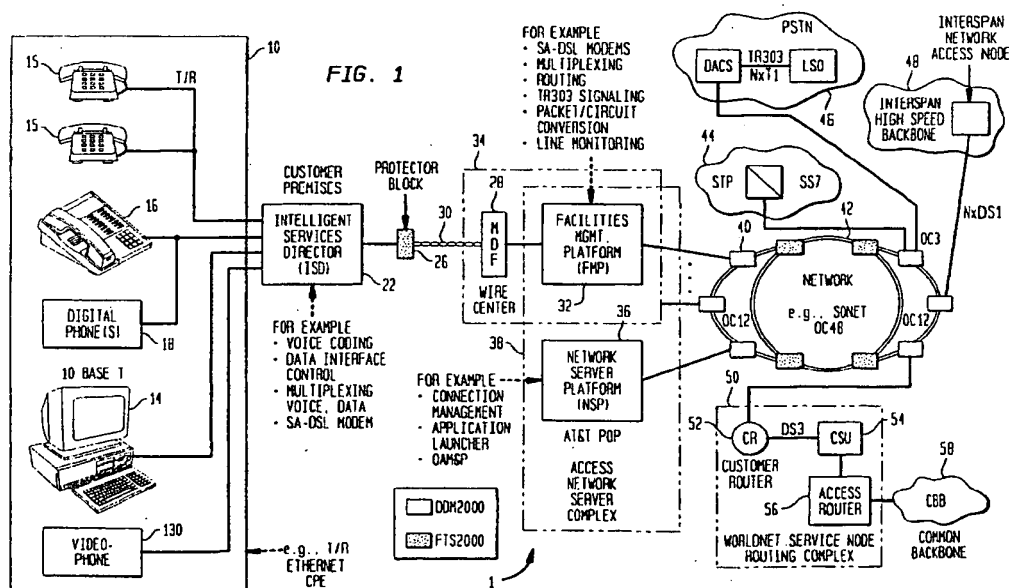 FIG. 1
10
15
T/R
15
16
DIGITAL
PHONE(S)
18
10 BASE T
14
VIDEO-
PHONE
130
e.g., T/R
ETHERNET
CPE
CUSTOMER
PREMISES
INTELLIGENT
SERVICES
DIRECTOR
(ISD)
22
FOR EXAMPLE
• VOICE CODING
• DATA INTERFACE
CONTROL
• MULTIPLEXING
VOICE, DATA
• SA-DSL MODEM
PROTECTOR
BLOCK
26
30
28
MDF
WIRE
CENTER
34
FOR EXAMPLE
• SA-DSL MODEMS
• MULTIPLEXING
• ROUTING
• TR303 SIGNALING
• PACKET/CIRCUIT
CONVERSION
• LINE MONITORING
FACILITIES
MGMT
PLATFORM
(FMP)
32
36
38
NETWORK
SERVER
PLATFORM
(NSP)
AT&T POP
ACCESS
NETWORK
SERVER
COMPLEX
FOR EXAMPLE
• CONNECTION
MANAGEMENT
• APPLICATION
LAUNCHER
• OAM&P
DDM2000
FTS2000
1
PSTN
DACS
TR303
NxT1
LSO
46
44
STP
SS7
INTERSPAN
NETWORK
ACCESS NODE
48
INTERSPAN
HIGH SPEED
BACKBONE
NxDS1
40
42
OC3
OC12
NETWORK
e.g., SONET
OC48
OC12
50
52
CR
DS3
CSU
54
CUSTOMER
ROUTER
56
ACCESS
ROUTER
WORLDNET SERVICE NODE
ROUTING COMPLEX
58
CBB
COMMON
BACKBONE